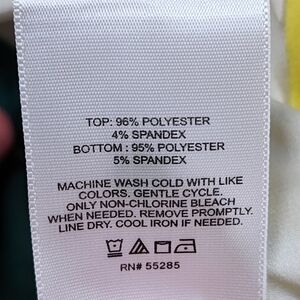 TOP: 96% POLYESTER
4% SPANDEX
BOTTOM : 95% POLYESTER
5% SPANDEX
MACHINE WASH COLD WITH LIKE
COLORS. GENTLE CYCLE.
ONLY NON-CHLORINE BLEACH
WHEN NEEDED. REMOVE PROMPTLY.
LINE DRY. COOL IRON IF NEEDED.
RN# 55285